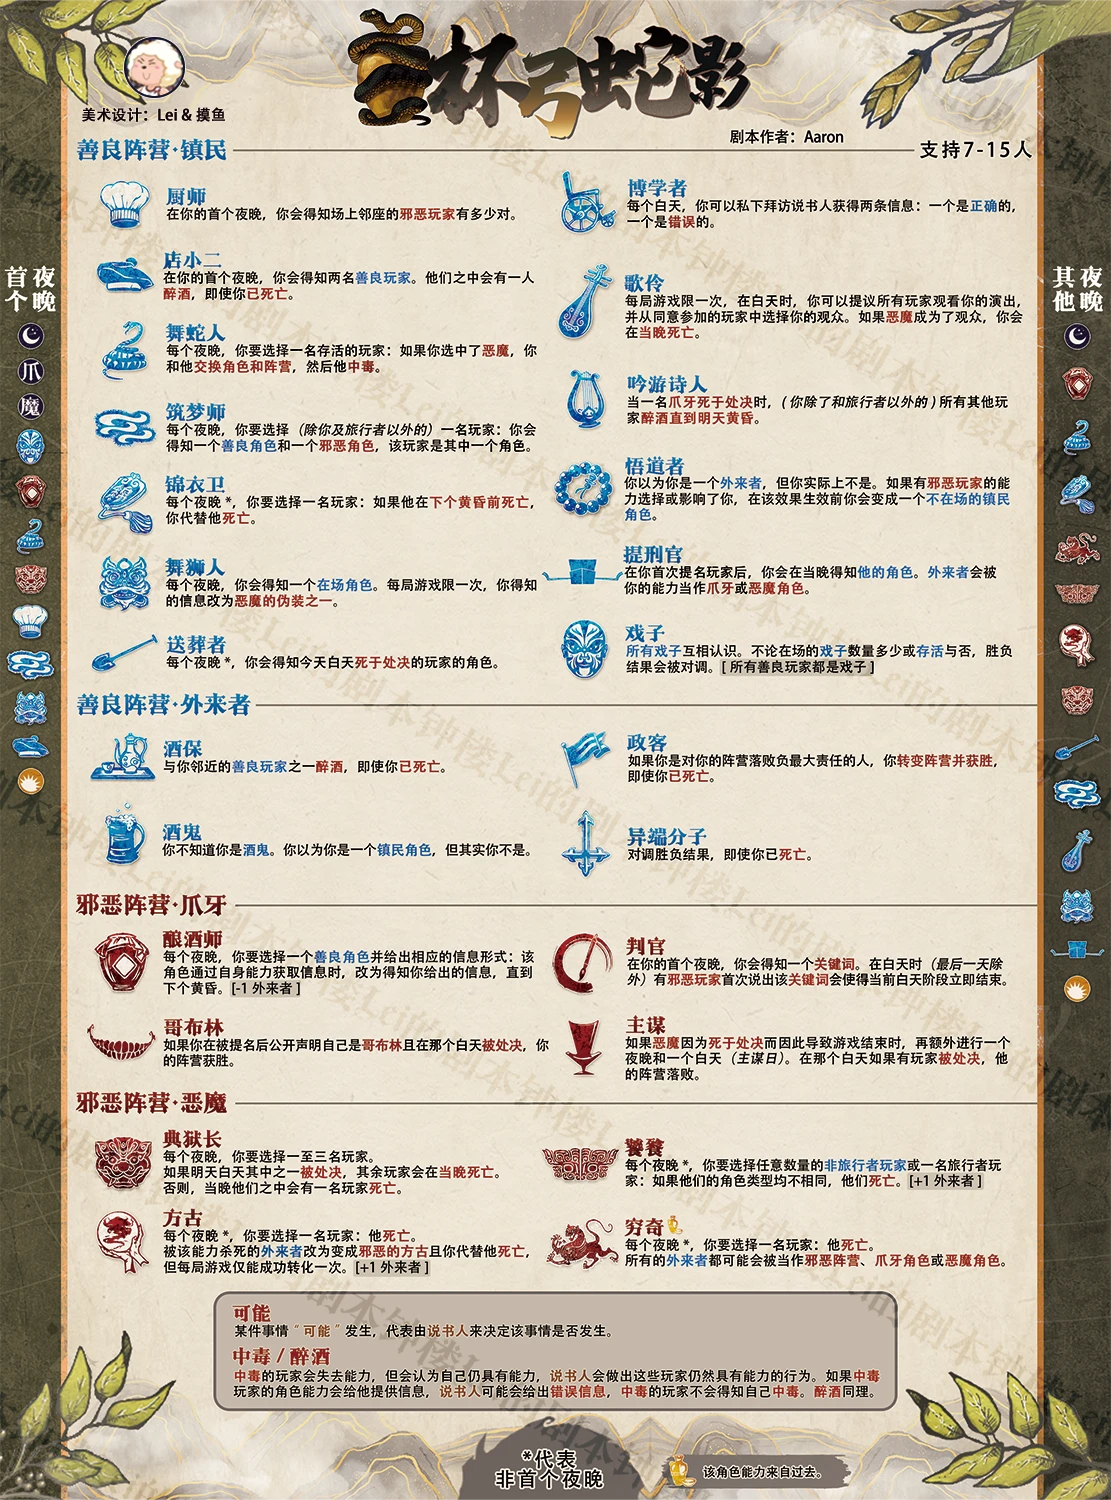 杯弓蛇影
美术设计：Lei & 摸鱼
剧本作者：Aaron
善良阵营·镇民
支持7-15人
厨师
在你的首个夜晚，你会得知场上邻座的邪恶玩家有多少对。
店小二
在你的首个夜晚，你会得知两名善良玩家。他们之中会有一人
醉酒，即使你已死亡。
舞蛇人
每个夜晚，你要选择一名存活的玩家：如果你选中了恶魔，你
和他交换角色和阵营，然后他中毒。
筑梦师
每个夜晚，你要选择（除你及旅行者以外的）一名玩家：你会
得知一个善良角色和一个邪恶角色，该玩家是其中一个角色。
锦衣卫
每个夜晚*，你要选择一名玩家：如果他在下个黄昏前死亡，
你代替他死亡。
舞狮人
每个夜晚，你会得知一个在场角色。每局游戏限一次，你得知
的信息改为恶魔的伪装之一。
送葬者
每个夜晚*，你会得知今天白天死于处决的玩家的角色。
博学者
每个白天，你可以私下拜访说书人获得两条信息：一个是正确的，
一个是错误的。
歌伶
每局游戏限一次，在白天时，你可以提议所有玩家观看你的演出，
并从同意参加的玩家中选择你的观众。如果恶魔成为了观众，你会
在当晚死亡。
吟游诗人
当一名爪牙死于处决时，（你除了和旅行者以外的）所有其他玩
家醉酒直到明天黄昏。
悟道者
你以为你是一个外来者，但你实际上不是。如果有邪恶玩家的能
力选择或影响了你，在该效果生效前你会变成一个不在场的镇民
角色。
提刑官
在你首次提名玩家后，你会在当晚得知他的角色。外来者会被
你的能力当作爪牙或恶魔角色。
戏子
所有戏子互相认识。不论在场的戏子数量多少或存活与否，胜负
结果会被对调。[所有善良玩家都是戏子]
善良阵营·外来者
酒保
与你邻近的善良玩家之一醉酒，即使你已死亡。
酒鬼
你不知道你是酒鬼。你以为你是一个镇民角色，但其实你不是。
政客
如果你是对你的阵营落败负最大责任的人，你转变阵营并获胜，
即使你已死亡。
异端分子
对调胜负结果，即使你已死亡。
邪恶阵营·爪牙
酿酒师
每个夜晚，你要选择一个善良角色并给出相应的信息形式：该
角色通过自身能力获取信息时，改为得知你给出的信息，直到
下个黄昏。[-1 外来者]
哥布林
如果你在被提名后公开声明自己是哥布林且在那个白天被处决，你
的阵营获胜。
判官
在你的首个夜晚，你会得知一个关键词。在白天时（最后一天除
外）有邪恶玩家首次说出该关键词会使得当前白天阶段立即结束。
主谋
如果恶魔因为死于处决而因此导致游戏结束时，再额外进行一个
夜晚和一个白天（主谋日）。在那个白天如果有玩家被处决，他
的阵营落败。
邪恶阵营·恶魔
典狱长
每个夜晚，你要选择一至三名玩家。
如果明天白天其中之一被处决，其余玩家会在当晚死亡。
否则，当晚他们之中会有一名玩家死亡。
方古
每个夜晚*，你要选择一名玩家：他死亡。
被该能力杀死的外来者改为变成邪恶的方古且你代替他死亡，
但每局游戏仅能成功转化一次。[+1 外来者]
饕餮
每个夜晚*，你要选择任意数量的非旅行者玩家或一名旅行者玩
家：如果他们的角色类型均不相同，他们死亡。[+1 外来者]
穷奇
每个夜晚*，你要选择一名玩家：他死亡。
所有的外来者都可能会被当作邪恶阵营、爪牙角色或恶魔角色。
可能
某件事情“可能”发生，代表由说书人来决定该事情是否发生。
中毒 / 醉酒
中毒的玩家会失去能力，但会认为自己仍具有能力，说书人会做出这些玩家仍然具有能力的行为。如果中毒
玩家的角色能力会给他提供信息，说书人可能会给出错误信息，中毒的玩家不会得知自己中毒。醉酒同理。
*代表
非首个夜晚
该角色能力来自过去。
首个夜晚
爪
魔
其他夜晚